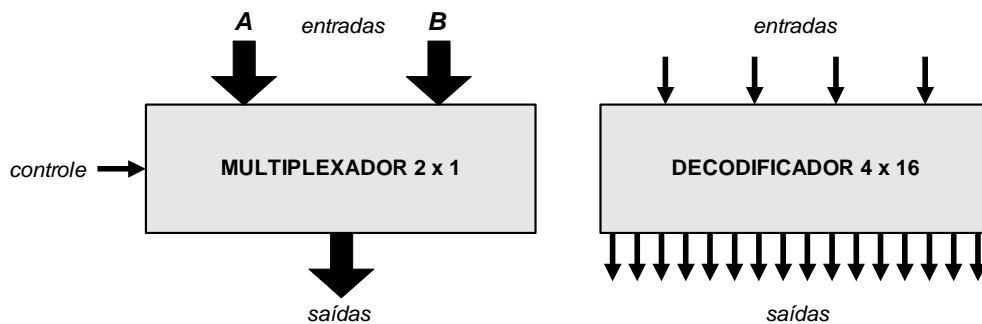 A entradas B
controle
MULTIPLEXADOR 2 x 1
saídas
entradas
DECODIFICADOR 4 x 16
saídas